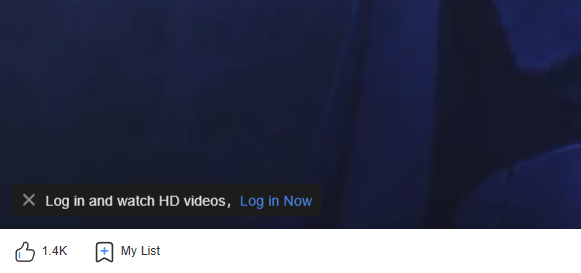 Log in and watch HD videos， Log in Now
1.4K My List